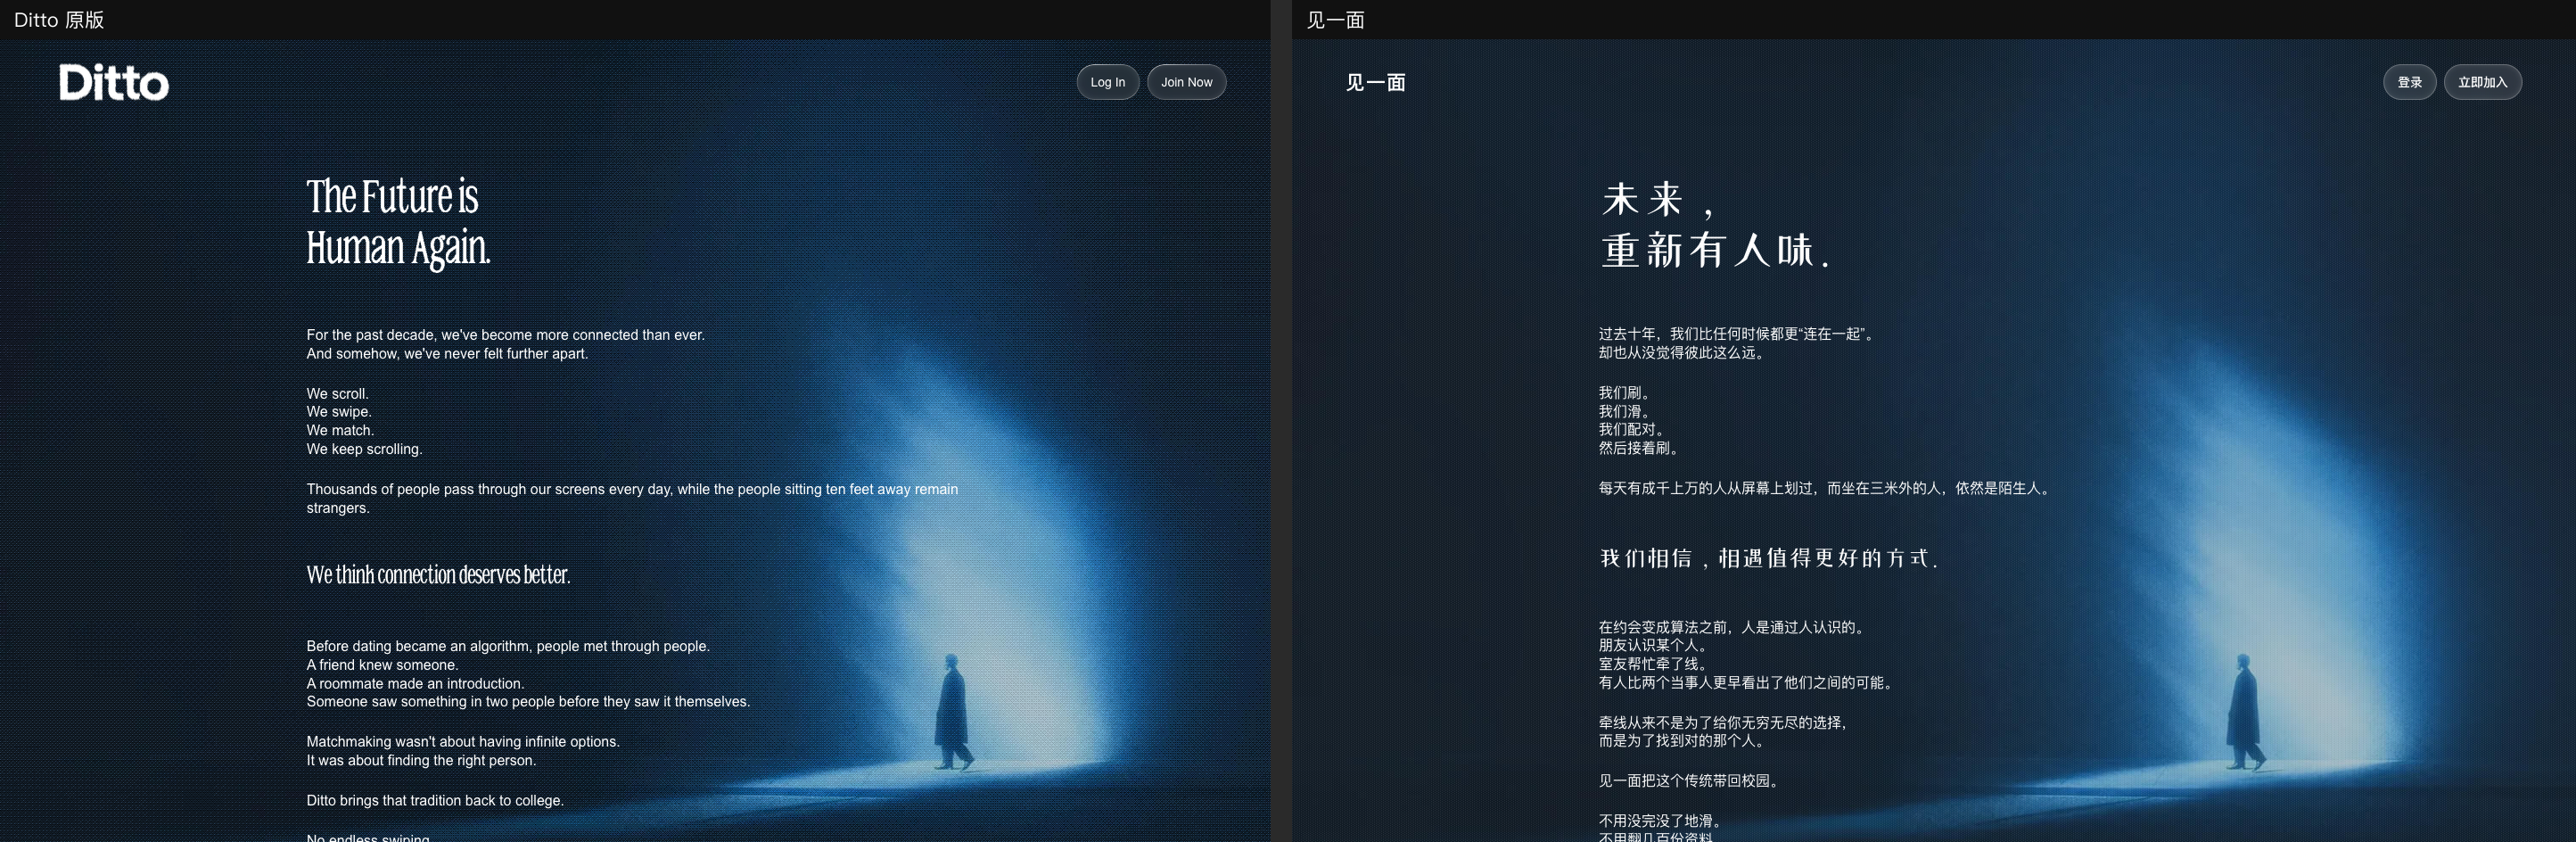 Ditto 原版
Ditto
Log In
Join Now
The Future is
Human Again.
For the past decade, we've become more connected than ever.
And somehow, we've never felt further apart.
We scroll.
We swipe.
We match.
We keep scrolling.
Thousands of people pass through our screens every day, while the people sitting ten feet away remain
strangers.
We think connection deserves better.
Before dating became an algorithm, people met through people.
A friend knew someone.
A roommate made an introduction.
Someone saw something in two people before they saw it themselves.
Matchmaking wasn't about having infinite options.
It was about finding the right person.
Ditto brings that tradition back to college.
No endless swiping.
见一面
见一面
登录
立即加入
未来，
重新有人味.
过去十年，我们比任何时候都更“连在一起”。
却也从没觉得彼此这么远。
我们刷。
我们滑。
我们配对。
然后接着刷。
每天有成千上万的人从屏幕上划过，而坐在三米外的人，依然是陌生人。
我们相信，相遇值得更好的方式.
在约会变成算法之前，人是通过人认识的。
朋友认识某个人。
室友帮忙牵了线。
有人比两个当事人更早看出了他们之间的可能。
牵线从来不是为了给你无穷无尽的选择，
而是为了找到对的那个人。
见一面把这个传统带回校园。
不用没完没了地滑。
不用翻几百份资料